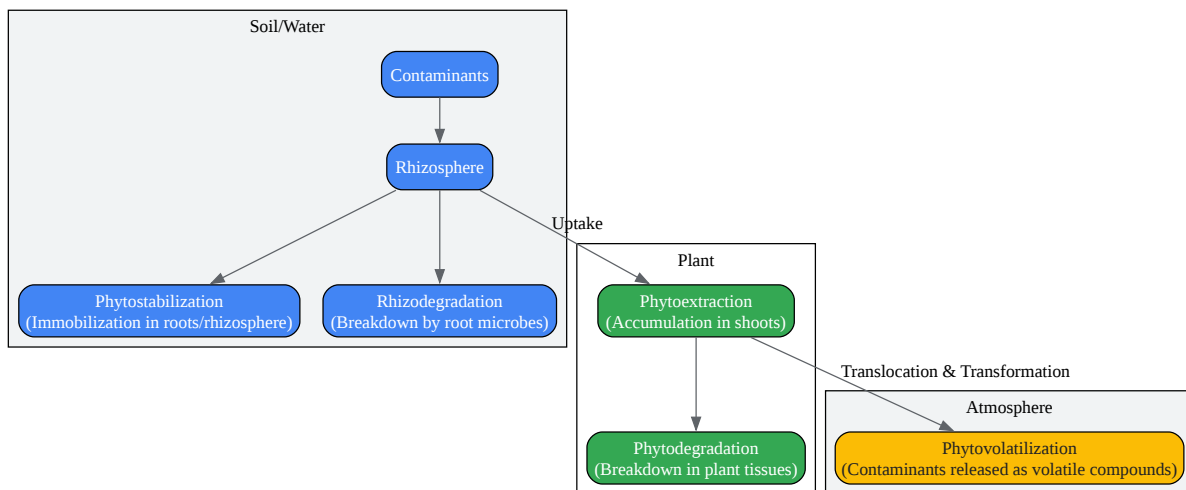 Soil/Water
Contaminants
Rhizosphere
Uptake
Phytostabilization
(Immobilization in roots/rhizosphere)
Rhizodegradation
(Breakdown by root microbes)
Plant
Phytoextraction
(Accumulation in shoots)
Translocation & Transformation
Phytodegradation
(Breakdown in plant tissues)
Atmosphere
Phytovolatilization
(Contaminants released as volatile compounds)